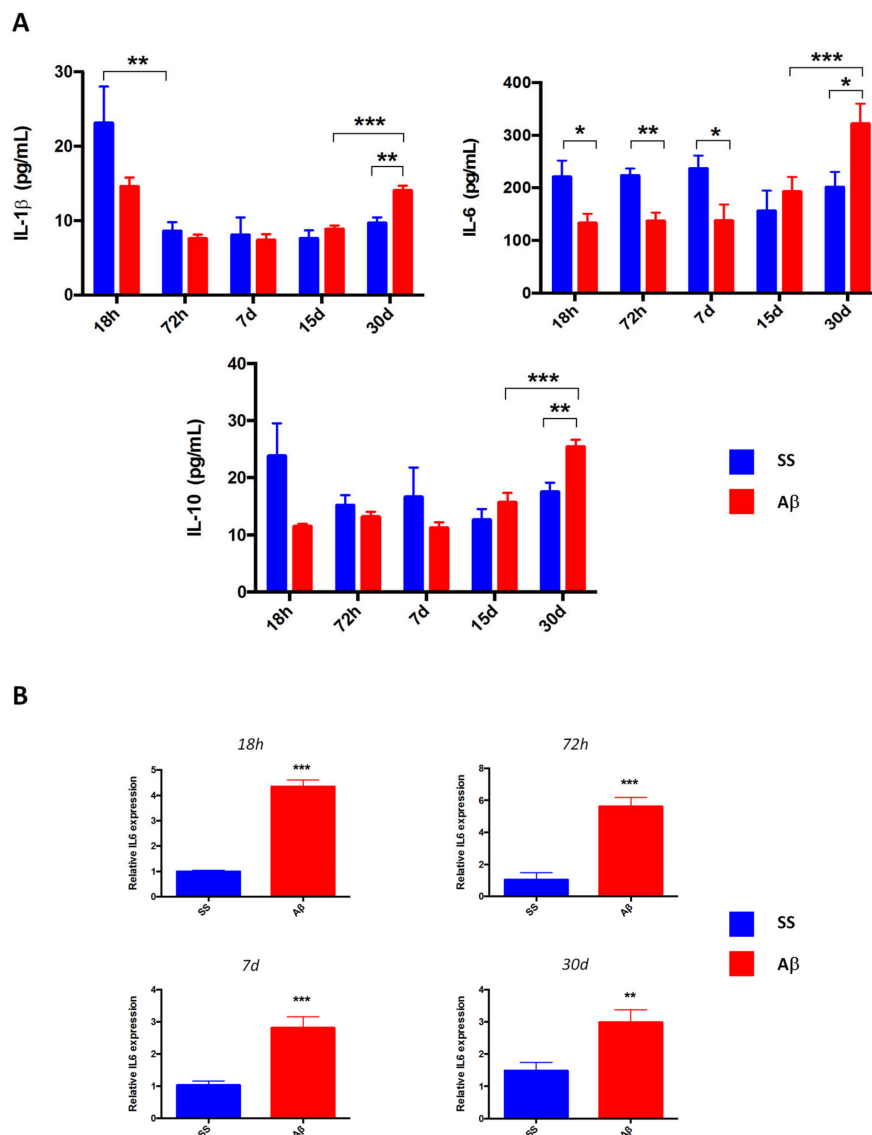 A
IL-1β (pg/mL)
30
20
10
0
**
***
**
18h
72h
7d
15d
30d
IL-6 (pg/mL)
400
300
200
100
0
*
**
*
***
*
18h
72h
7d
15d
30d
IL-10 (pg/mL)
40
30
20
10
0
***
**
18h
72h
7d
15d
30d
SS
Aβ
B
18h
Relative IL6 expression
5
4
3
2
1
0
***
SS
Aβ
72h
Relative IL6 expression
8
6
4
2
0
***
SS
Aβ
7d
Relative IL6 expression
4
3
2
1
0
***
SS
Aβ
30d
Relative IL6 expression
4
3
2
1
0
**
SS
Aβ
SS
Aβ